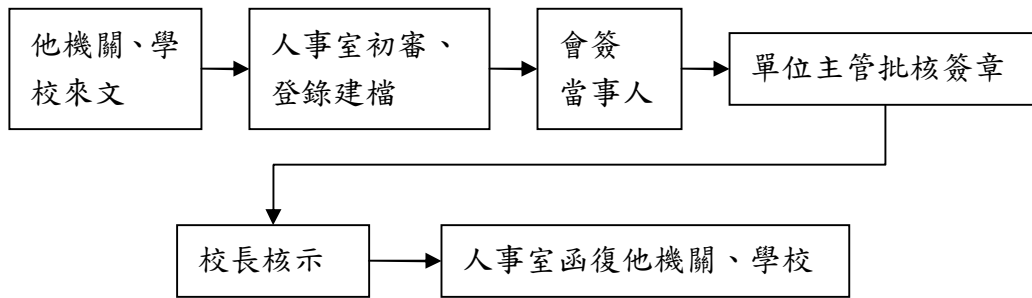 他機關、學
校來文
人事室初審、
登錄建檔
會簽
當事人
單位主管批核簽章
校長核示
人事室函復他機關、學校